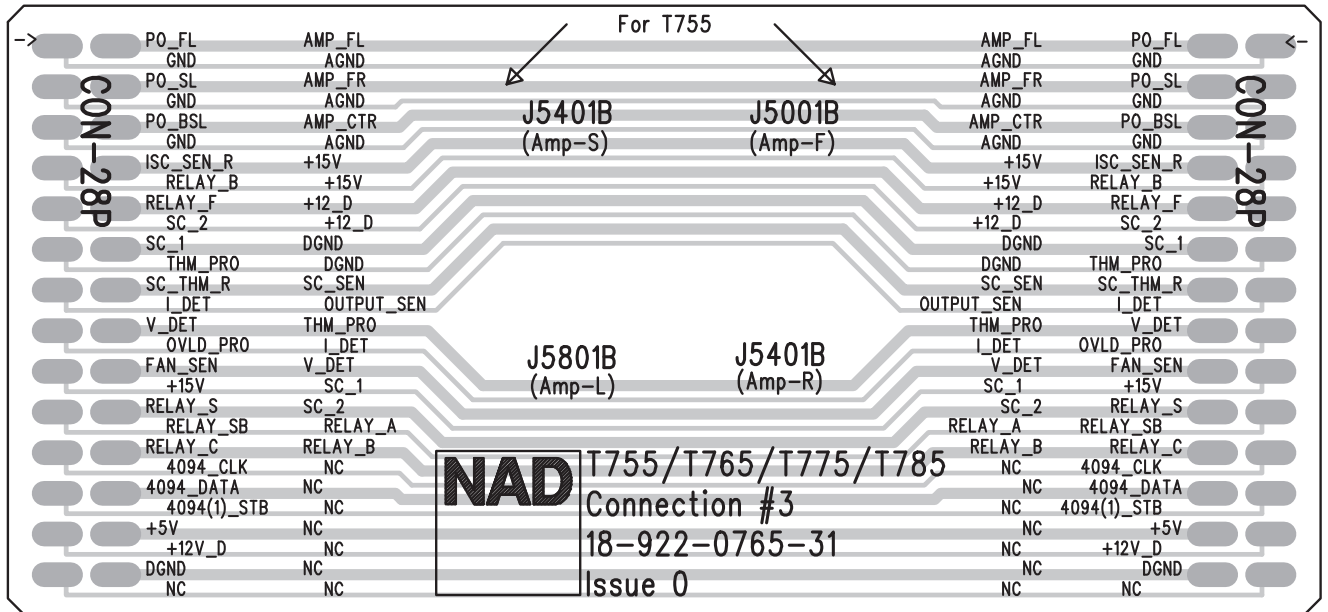 For T755
-> PO_FL AMP_FL AMP_FL PO_FL <-
GND AGND AGND GND
PO_SL AMP_FR AMP_FR PO_SL
GND AGND AGND GND
PO_BSL AMP_CTR AMP_CTR PO_BSL
GND AGND AGND GND
ISC_SEN_R +15V +15V ISC_SEN_R
RELAY_B +15V +15V RELAY_B
RELAY_F +12_D +12_D RELAY_F
SC_2 +12_D +12_D SC_2
SC_1 DGND DGND SC_1
THM_PRO DGND DGND THM_PRO
SC_THM_R SC_SEN SC_SEN SC_THM_R
I_DET OUTPUT_SEN OUTPUT_SEN I_DET
V_DET THM_PRO THM_PRO V_DET
OVLD_PRO I_DET I_DET OVLD_PRO
FAN_SEN V_DET V_DET FAN_SEN
+15V SC_1 SC_1 +15V
RELAY_S SC_2 SC_2 RELAY_S
RELAY_SB RELAY_A RELAY_A RELAY_SB
RELAY_C RELAY_B RELAY_B RELAY_C
4094_CLK NC NC 4094_CLK
4094_DATA NC NC 4094_DATA
4094(1)_STB NC NC 4094(1)_STB
+5V NC NC +5V
+12V_D NC NC +12V_D
DGND NC NC DGND
NC NC NC NC
CON-28P
CON-28P
J5401B
(Amp-S)
J5001B
(Amp-F)
J5801B
(Amp-L)
J5401B
(Amp-R)
NAD
T755/T765/T775/T785
Connection #3
18-922-0765-31
Issue 0